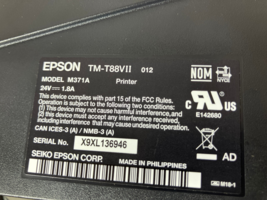 EPSON TM-T88VII 012
MODEL M371A Printer
24V ⎓ 1.8A
This device complies with part 15 of the FCC Rules.
Operation is subject to the following two conditions:
(1) this device may not cause harmful interference, and
(2) this device must accept any interference received,
including interference that may cause undesired operation.
CAN ICES-3 (A) / NMB-3 (A)
SERIAL No.
X9XL136946
SEIKO EPSON CORP.
NOM
NYCE
c RU US
E142680
AD